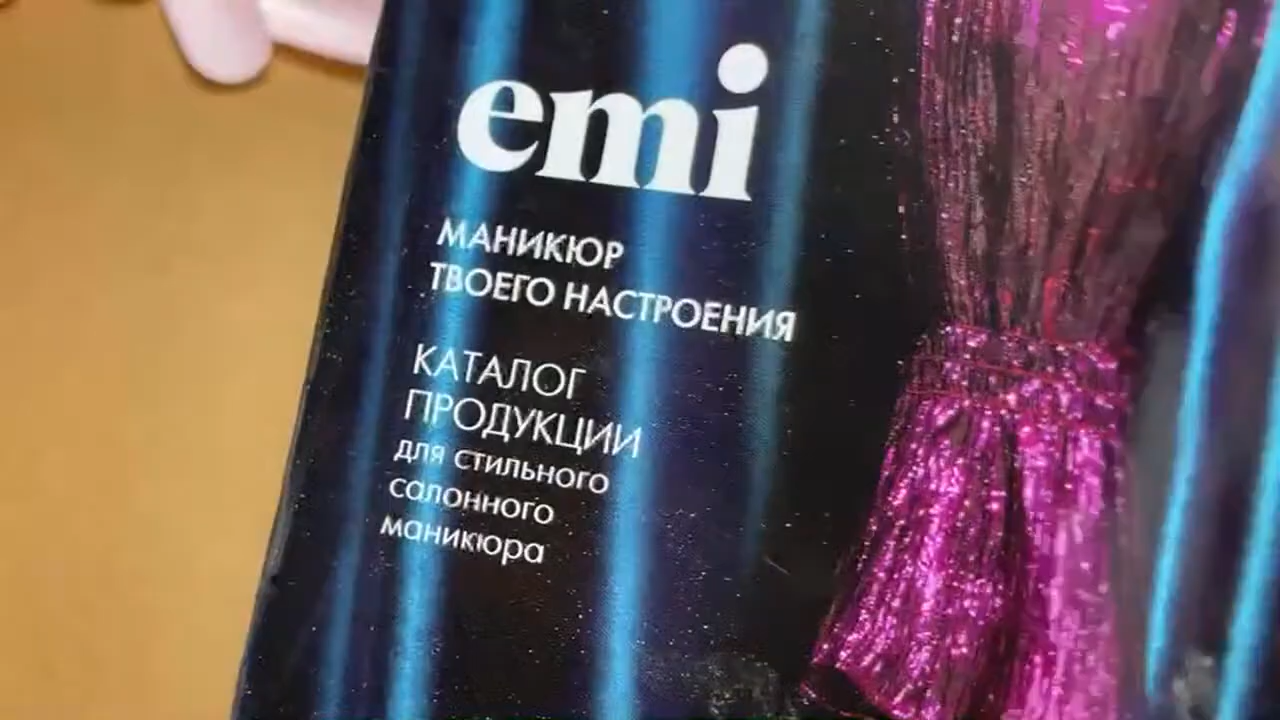 emi
МАНИКЮР
ТВОЕГО НАСТРОЕНИЯ
КАТАЛОГ
ПРОДУКЦИИ
для стильного
салонного
маникюра